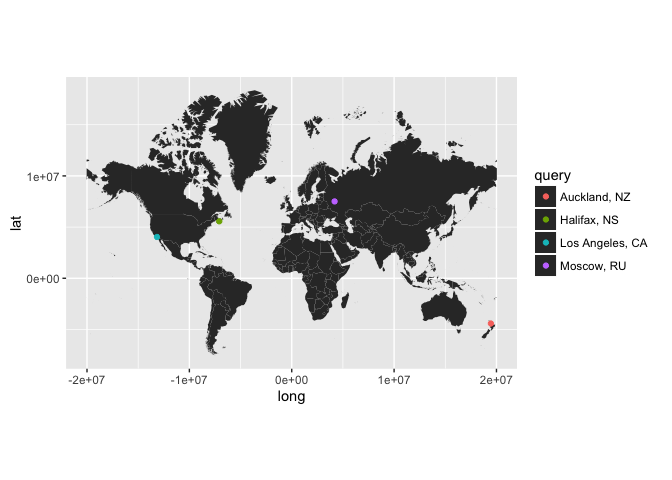 lat
1e+07
0e+00
-2e+07 -1e+07 0e+00 1e+07 2e+07
long
query
Auckland, NZ
Halifax, NS
Los Angeles, CA
Moscow, RU